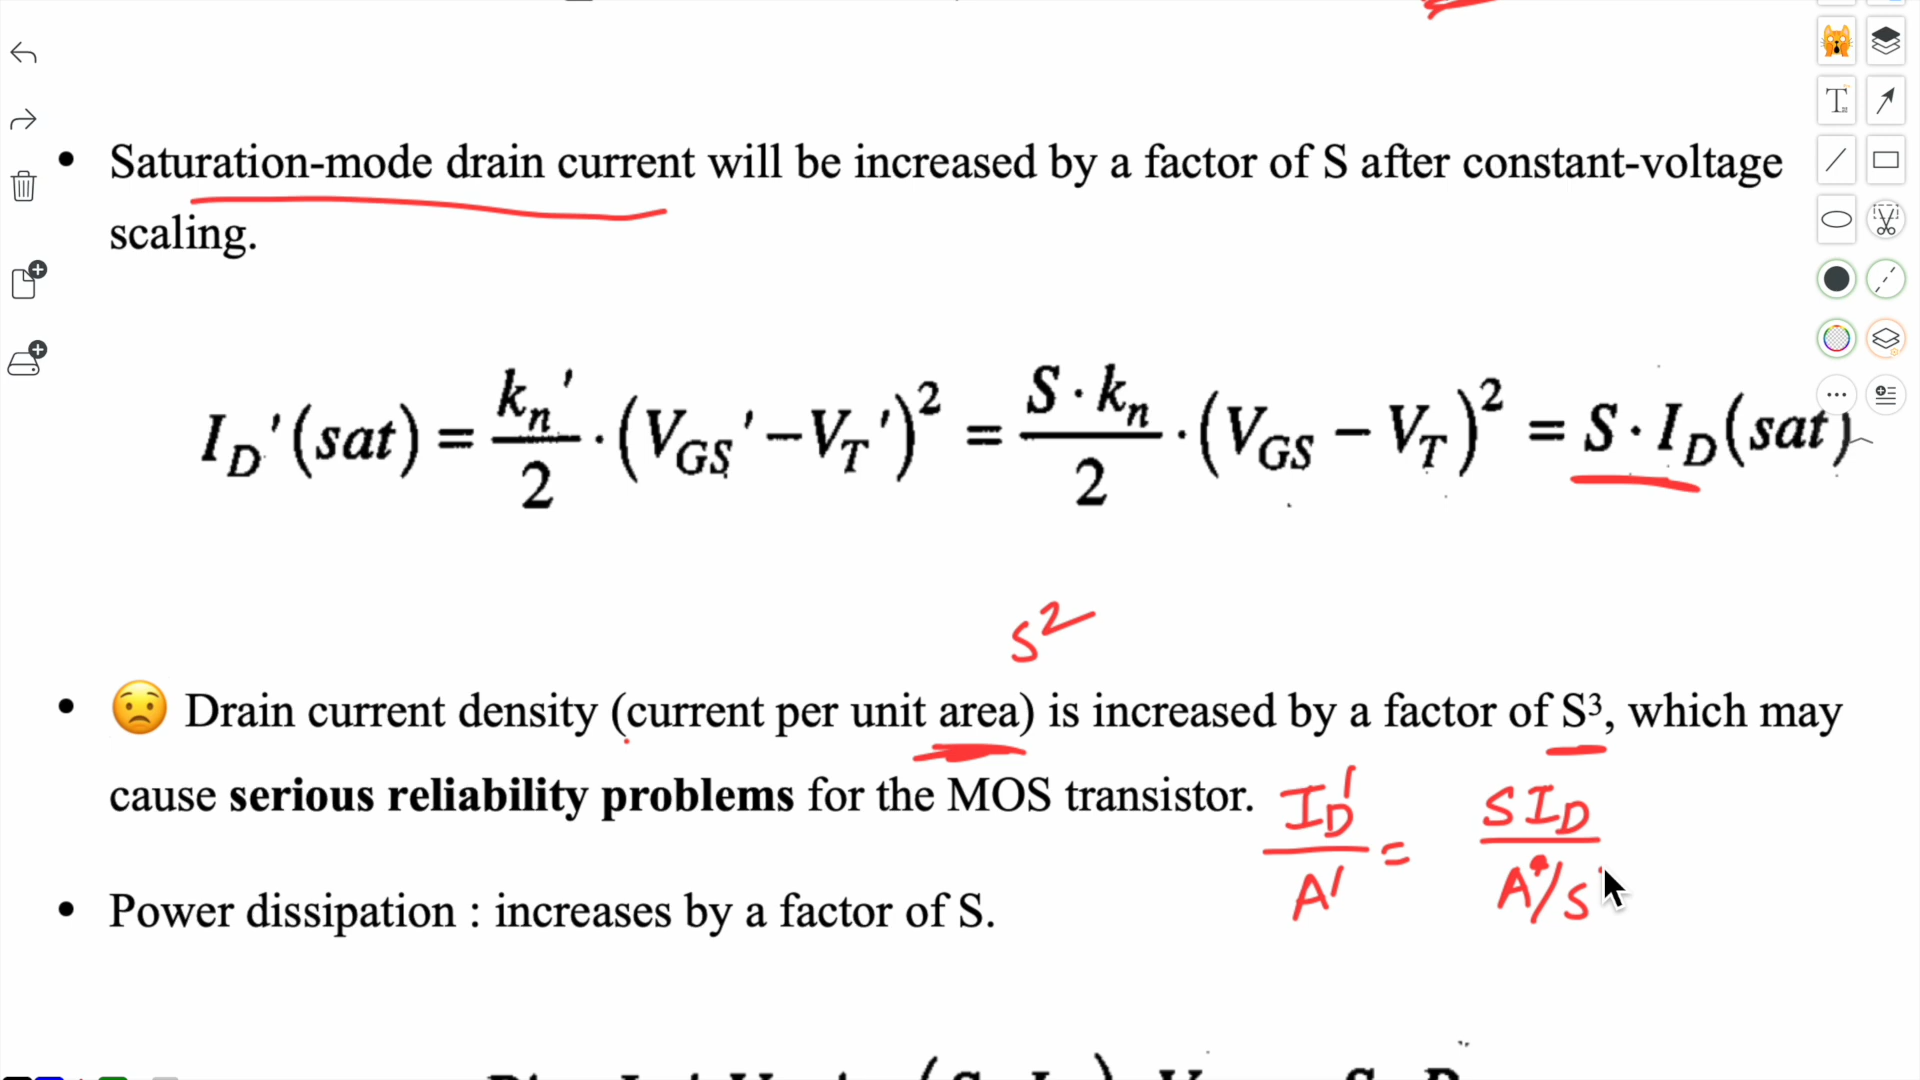 • Saturation-mode drain current will be increased by a factor of S after constant-voltage
scaling.
I_D'(sat) = k_n'/2 · (V_GS' − V_T')² = S · k_n/2 · (V_GS − V_T)² = S · I_D(sat)
S²
• 😟 Drain current density (current per unit area) is increased by a factor of S³, which may
cause serious reliability problems for the MOS transistor.
I_D'/A' = S I_D / A/S
• Power dissipation : increases by a factor of S.